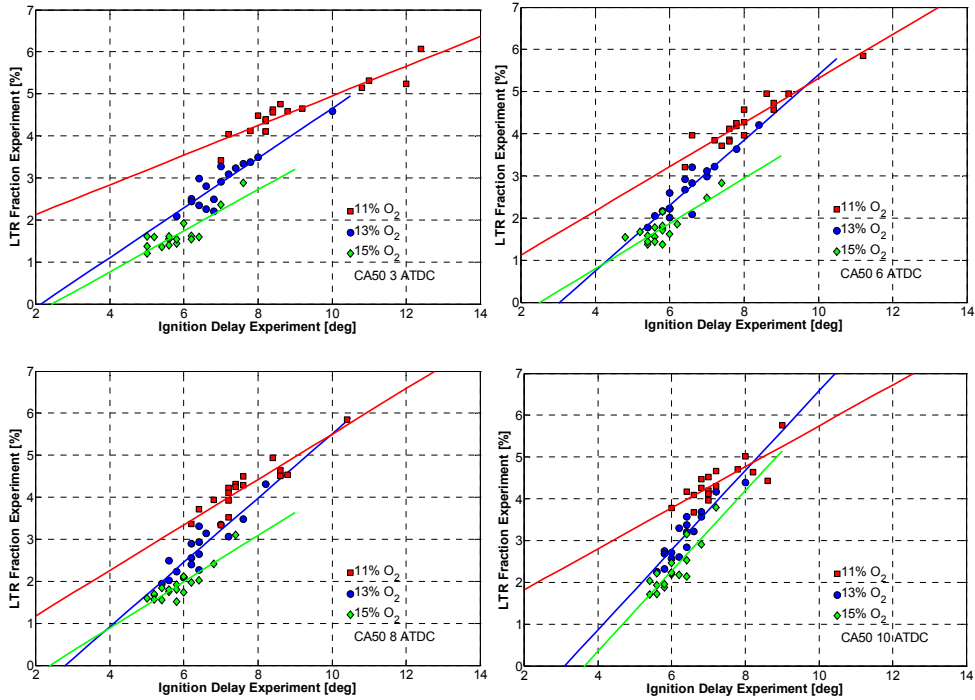 7
6
5
4
3
2
1
0
LTR Fraction Experiment [%]
11% O2
13% O2
15% O2
CA50 3 ATDC
2 4 6 8 10 12 14
Ignition Delay Experiment [deg]
7
6
5
4
3
2
1
0
LTR Fraction Experiment [%]
11% O2
13% O2
15% O2
CA50 6 ATDC
2 4 6 8 10 12 14
Ignition Delay Experiment [deg]
7
6
5
4
3
2
1
0
LTR Fraction Experiment [%]
11% O2
13% O2
15% O2
CA50 8 ATDC
2 4 6 8 10 12 14
Ignition Delay Experiment [deg]
7
6
5
4
3
2
1
0
LTR Fraction Experiment [%]
11% O2
13% O2
15% O2
CA50 10 ATDC
2 4 6 8 10 12 14
Ignition Delay Experiment [deg]